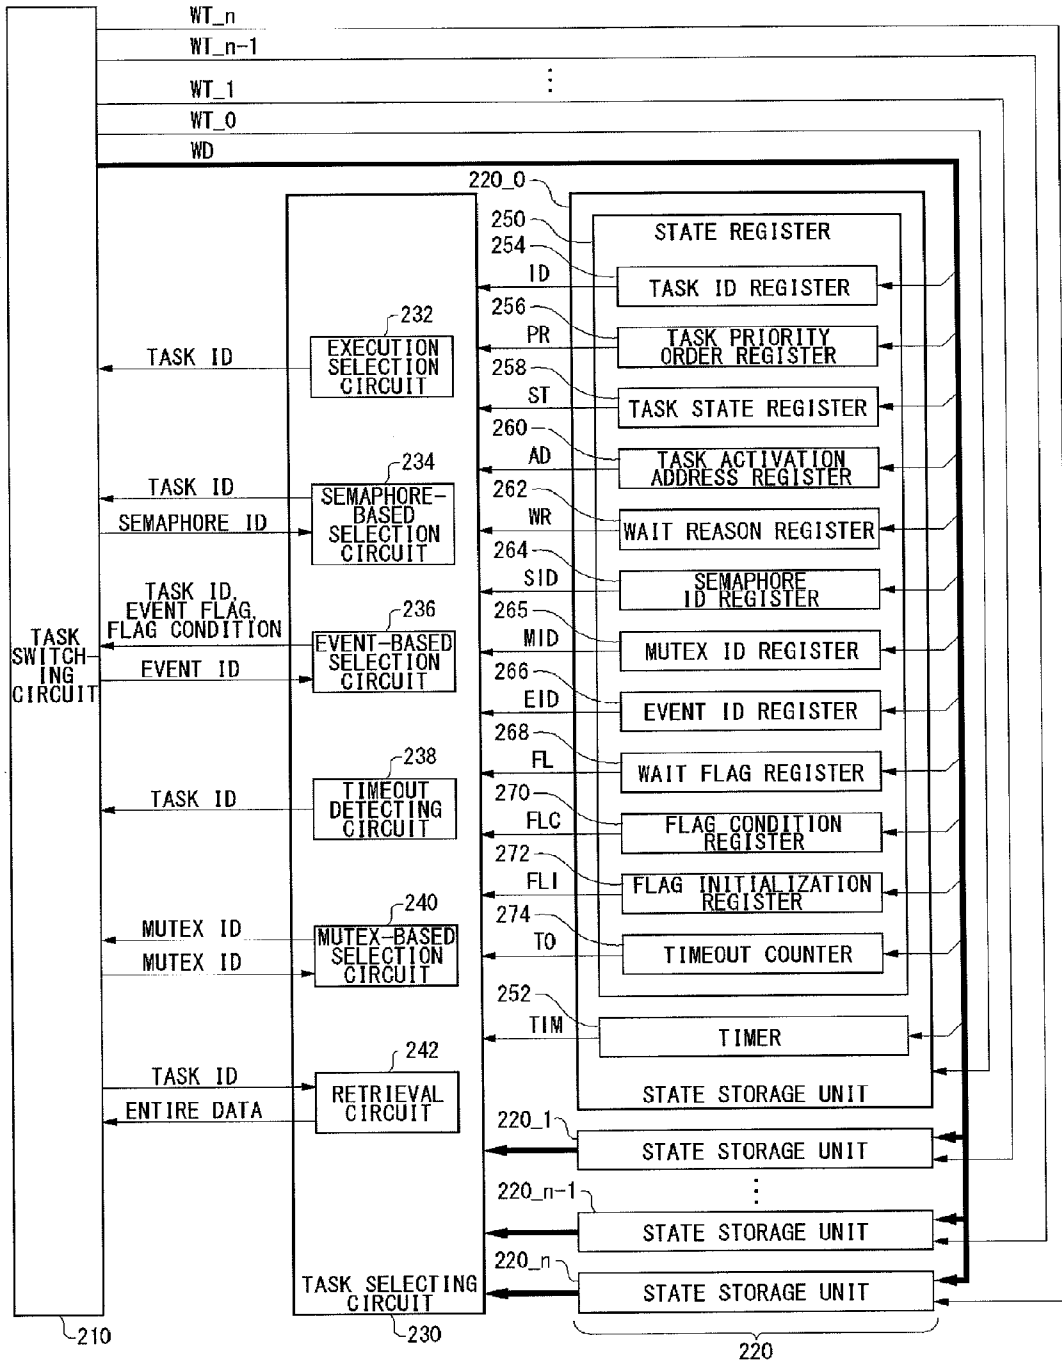 WT_n
WT_n-1
WT_1
WT_0
WD
220_0
250
STATE REGISTER
254
ID
TASK ID REGISTER
256
PR
TASK PRIORITY
ORDER REGISTER
232
EXECUTION
SELECTION
CIRCUIT
TASK ID
258
ST
TASK STATE REGISTER
260
AD
TASK ACTIVATION
ADDRESS REGISTER
234
SEMAPHORE-
BASED
SELECTION
CIRCUIT
TASK ID
SEMAPHORE ID
262
WR
WAIT REASON REGISTER
264
SID
SEMAPHORE
ID REGISTER
TASK ID,
EVENT FLAG,
FLAG CONDITION
EVENT ID
236
EVENT-BASED
SELECTION
CIRCUIT
265
MID
MUTEX ID REGISTER
TASK
SWITCH-
ING
CIRCUIT
266
EID
EVENT ID REGISTER
268
FL
WAIT FLAG REGISTER
238
TIMEOUT
DETECTING
CIRCUIT
TASK ID
270
FLC
FLAG CONDITION
REGISTER
272
FLI
FLAG INITIALIZATION
REGISTER
240
MUTEX-BASED
SELECTION
CIRCUIT
MUTEX ID
MUTEX ID
274
TO
TIMEOUT COUNTER
252
TIM
TIMER
242
RETRIEVAL
CIRCUIT
TASK ID
ENTIRE DATA
STATE STORAGE UNIT
220_1
STATE STORAGE UNIT
220_n-1
STATE STORAGE UNIT
220_n
STATE STORAGE UNIT
TASK SELECTING
CIRCUIT
210
230
220